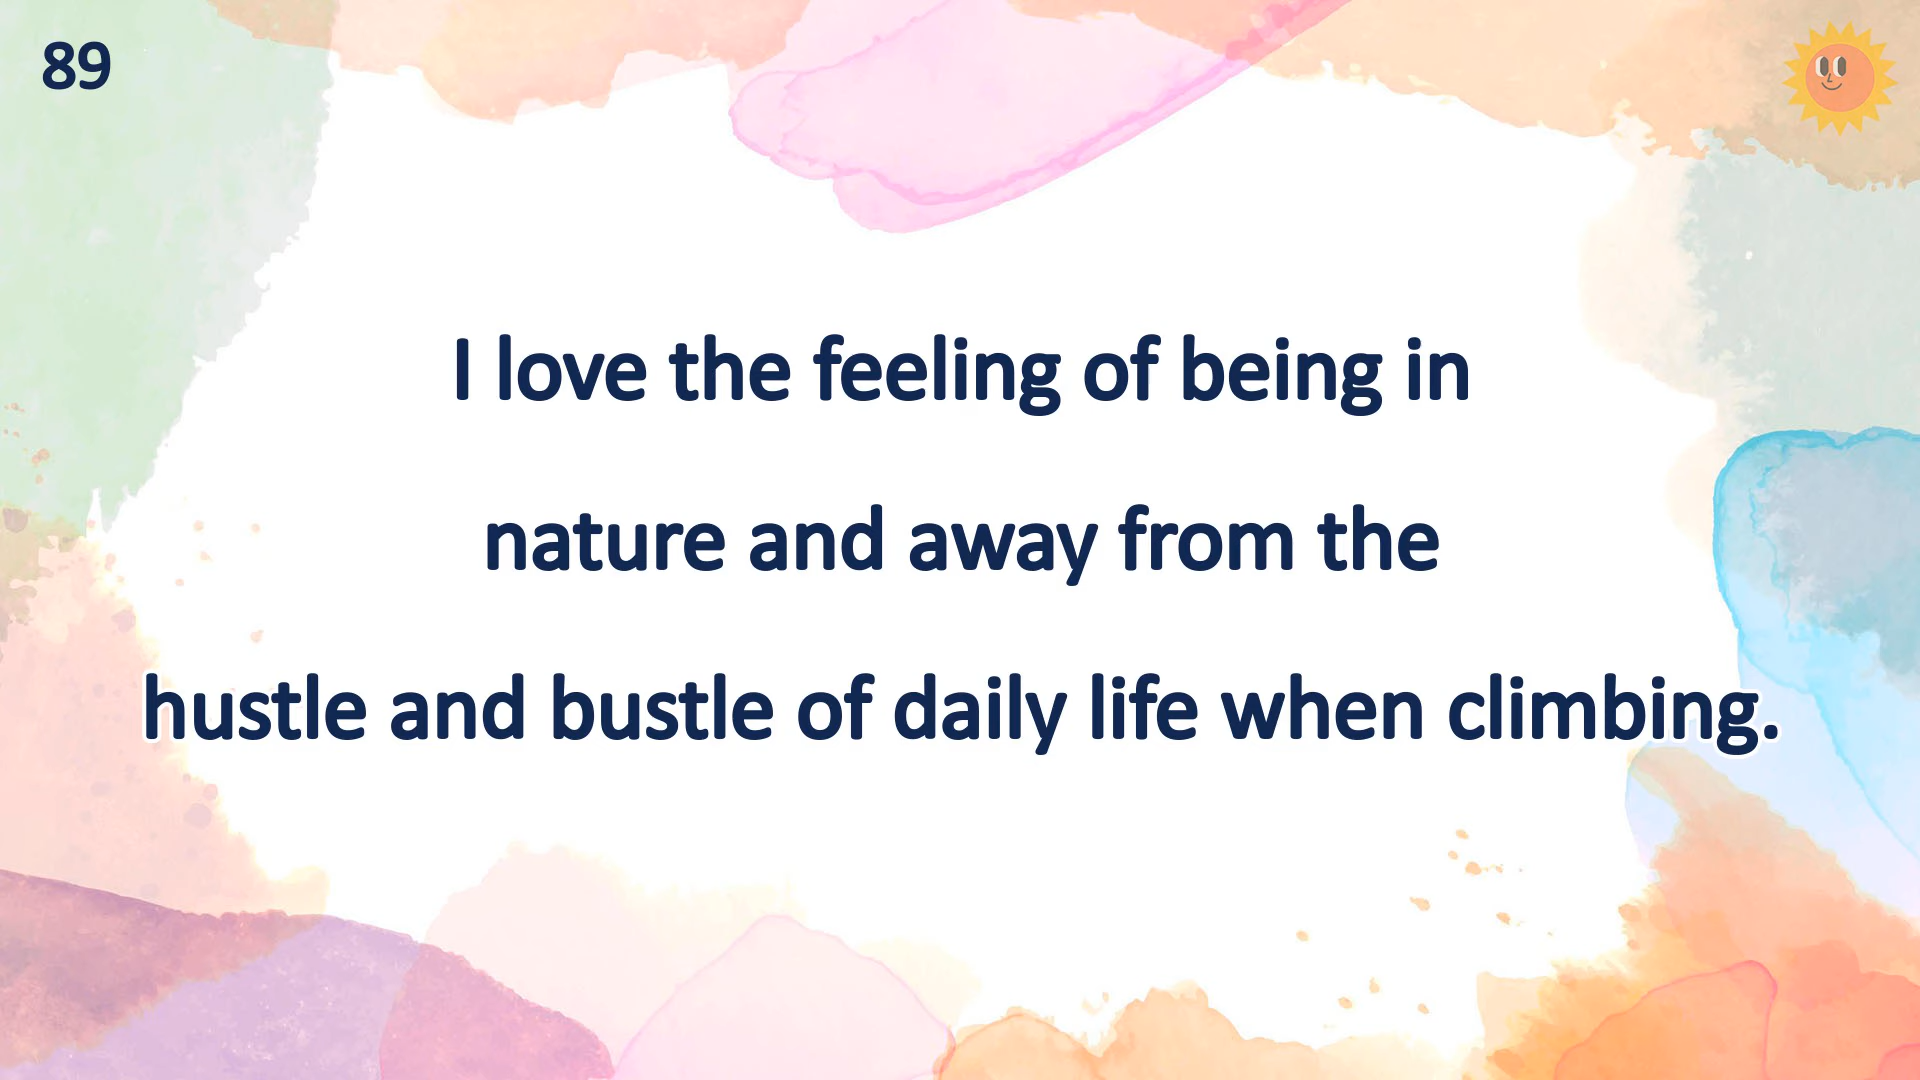 89
I love the feeling of being in
nature and away from the
hustle and bustle of daily life when climbing.